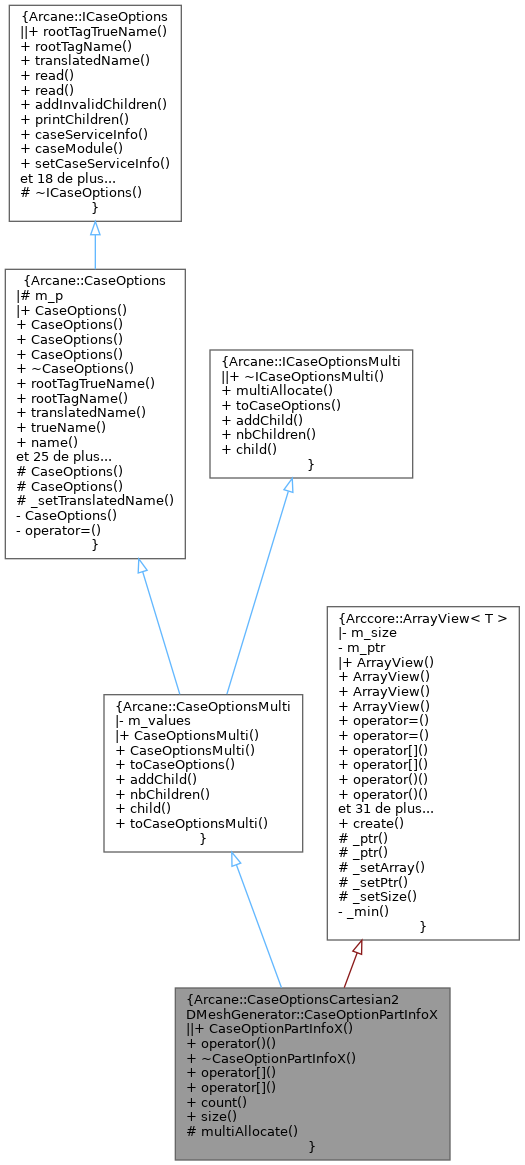 {Arcane::ICaseOptions
||+ rootTagTrueName()
+ rootTagName()
+ translatedName()
+ read()
+ read()
+ addInvalidChildren()
+ printChildren()
+ caseServiceInfo()
+ caseModule()
+ setCaseServiceInfo()
et 18 de plus...
# ~ICaseOptions()
}
{Arcane::CaseOptions
|# m_p
|+ CaseOptions()
+ CaseOptions()
+ CaseOptions()
+ CaseOptions()
+ ~CaseOptions()
+ rootTagTrueName()
+ rootTagName()
+ translatedName()
+ trueName()
+ name()
et 25 de plus...
# CaseOptions()
# CaseOptions()
# _setTranslatedName()
- CaseOptions()
- operator=()
}
{Arcane::ICaseOptionsMulti
||+ ~ICaseOptionsMulti()
+ multiAllocate()
+ toCaseOptions()
+ addChild()
+ nbChildren()
+ child()
}
{Arccore::ArrayView< T >
|- m_size
- m_ptr
|+ ArrayView()
+ ArrayView()
+ ArrayView()
+ ArrayView()
+ operator=()
+ operator=()
+ operator[]()
+ operator[]()
+ operator()()
+ operator()()
et 31 de plus...
+ create()
# _ptr()
# _ptr()
# _setArray()
# _setPtr()
# _setSize()
- _min()
}
{Arcane::CaseOptionsMulti
|- m_values
|+ CaseOptionsMulti()
+ CaseOptionsMulti()
+ toCaseOptions()
+ addChild()
+ nbChildren()
+ child()
+ toCaseOptionsMulti()
}
{Arcane::CaseOptionsCartesian2
DMeshGenerator::CaseOptionPartInfoX
||+ CaseOptionPartInfoX()
+ operator()()
+ ~CaseOptionPartInfoX()
+ operator[]()
+ operator[]()
+ count()
+ size()
# multiAllocate()
}